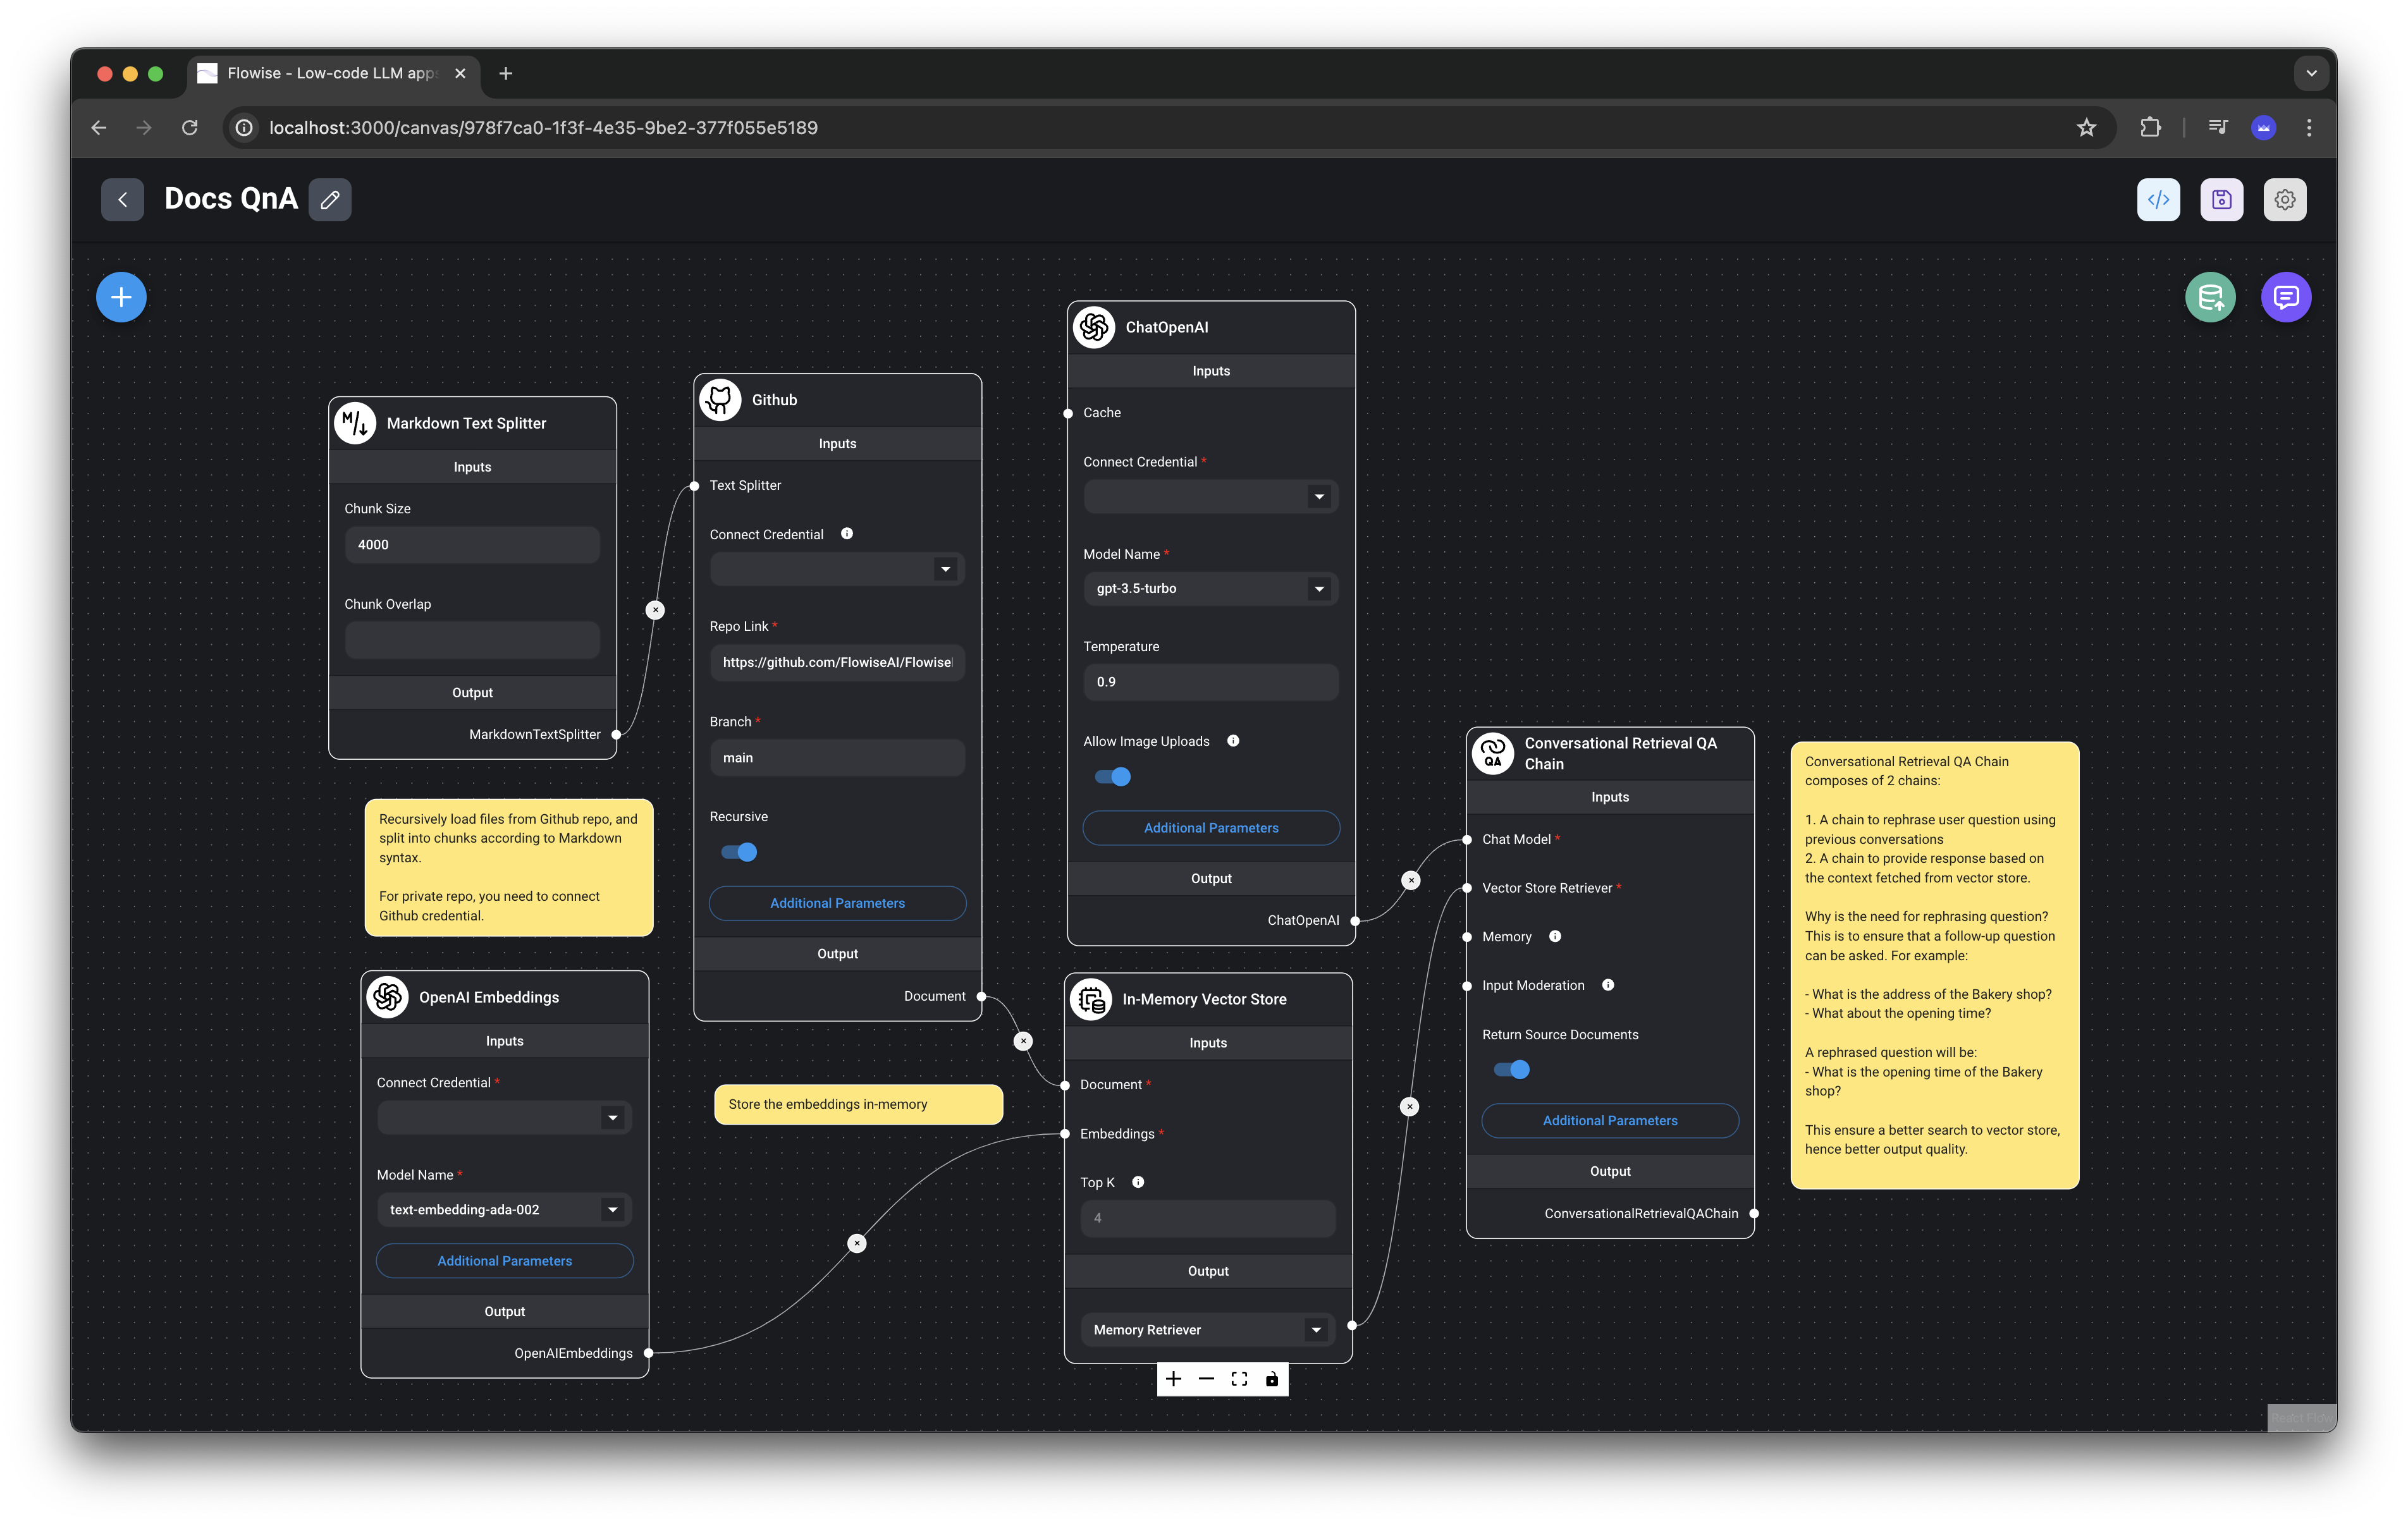 Flowise - Low-code LLM apps
localhost:3000/canvas/978f7ca0-1f3f-4e35-9be2-377f055e5189
Docs QnA
Markdown Text Splitter
Inputs
Chunk Size
4000
Chunk Overlap
Output
MarkdownTextSplitter
Recursively load files from Github repo, and
split into chunks according to Markdown
syntax.
For private repo, you need to connect
Github credential.
OpenAI Embeddings
Inputs
Connect Credential *
Model Name *
text-embedding-ada-002
Additional Parameters
Output
OpenAIEmbeddings
Github
Inputs
Text Splitter
Connect Credential
Repo Link *
https://github.com/FlowiseAI/Flowise
Branch *
main
Recursive
Additional Parameters
Output
Document
Store the embeddings in-memory
ChatOpenAI
Inputs
Cache
Connect Credential *
Model Name *
gpt-3.5-turbo
Temperature
0.9
Allow Image Uploads
Additional Parameters
Output
ChatOpenAI
In-Memory Vector Store
Inputs
Document *
Embeddings *
Top K
4
Output
Memory Retriever
Conversational Retrieval QA
Chain
QA
Inputs
Chat Model *
Vector Store Retriever *
Memory
Input Moderation
Return Source Documents
Additional Parameters
Output
ConversationalRetrievalQAChain
Conversational Retrieval QA Chain
composes of 2 chains:
1. A chain to rephrase user question using
previous conversations
2. A chain to provide response based on
the context fetched from vector store.
Why is the need for rephrasing question?
This is to ensure that a follow-up question
can be asked. For example:
- What is the address of the Bakery shop?
- What about the opening time?
A rephrased question will be:
- What is the opening time of the Bakery
shop?
This ensure a better search to vector store,
hence better output quality.